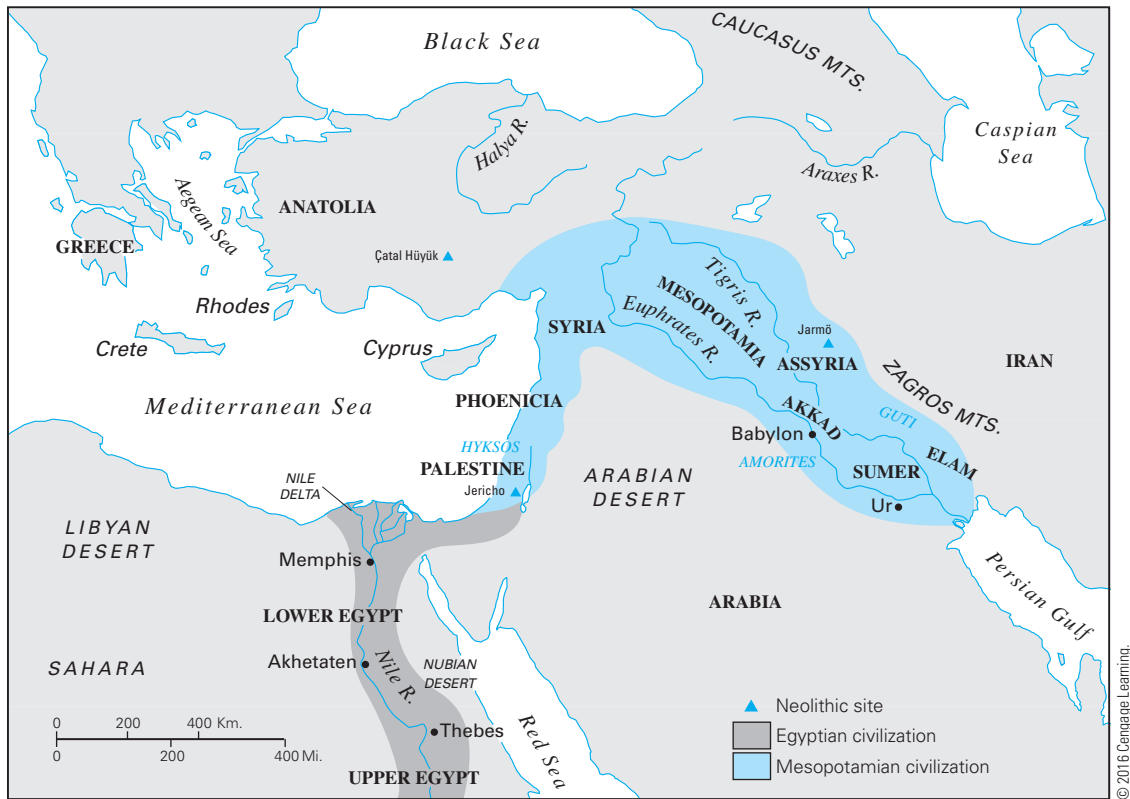 Black Sea
CAUCASUS MTS.
Caspian
Sea
Halya R.
Araxes R.
Aegean Sea
ANATOLIA
GREECE
Çatal Hüyük
Tigris R.
MESOPOTAMIA
Euphrates R.
Rhodes
SYRIA
Jarmö
Crete
Cyprus
ASSYRIA
IRAN
ZAGROS MTS.
Mediterranean Sea
PHOENICIA
AKKAD
GUTI
Babylon
HYKSOS
AMORITES
ELAM
PALESTINE
SUMER
Jericho
ARABIAN
DESERT
NILE
DELTA
Ur
LIBYAN
DESERT
Memphis
Persian Gulf
LOWER EGYPT
ARABIA
SAHARA
Akhetaten
Nile R.
NUBIAN
DESERT
Red Sea
Thebes
UPPER EGYPT
0 200 400 Km.
0 200 400 Mi.
Neolithic site
Egyptian civilization
Mesopotamian civilization
© 2016 Cengage Learning.